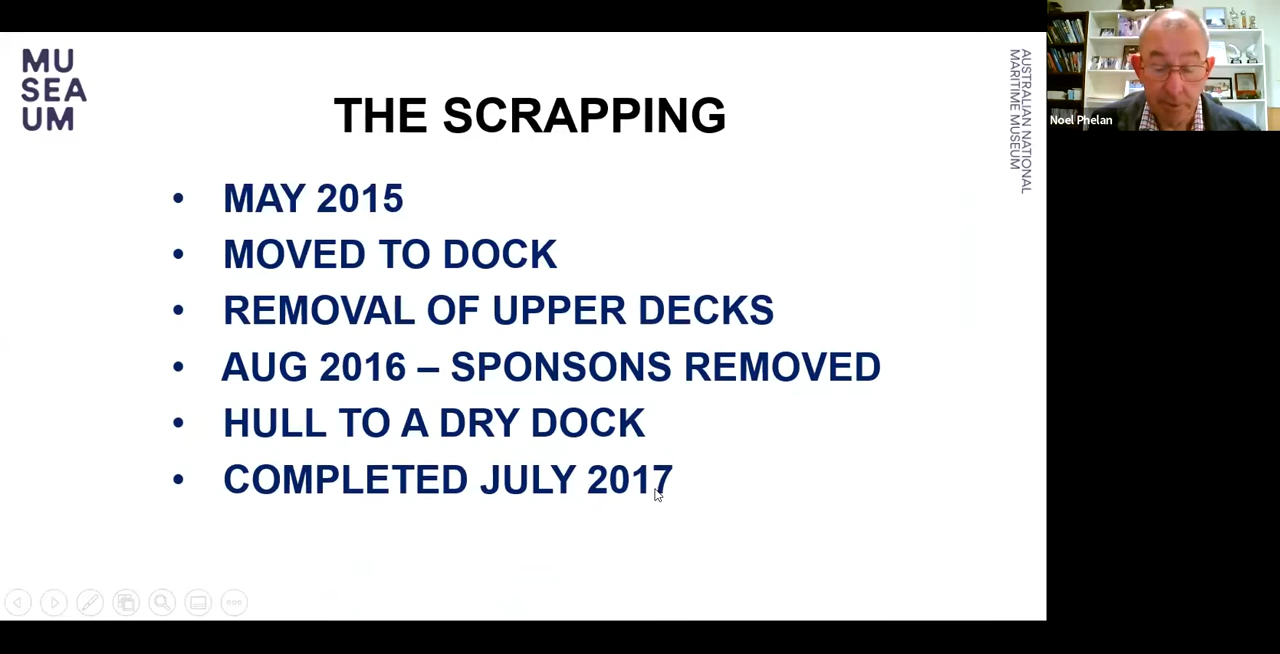 MU
SEA
UM
THE SCRAPPING
• MAY 2015
• MOVED TO DOCK
• REMOVAL OF UPPER DECKS
• AUG 2016 – SPONSONS REMOVED
• HULL TO A DRY DOCK
• COMPLETED JULY 2017
AUSTRALIAN NATIONAL
MARITIME MUSEUM
Noel Phelan